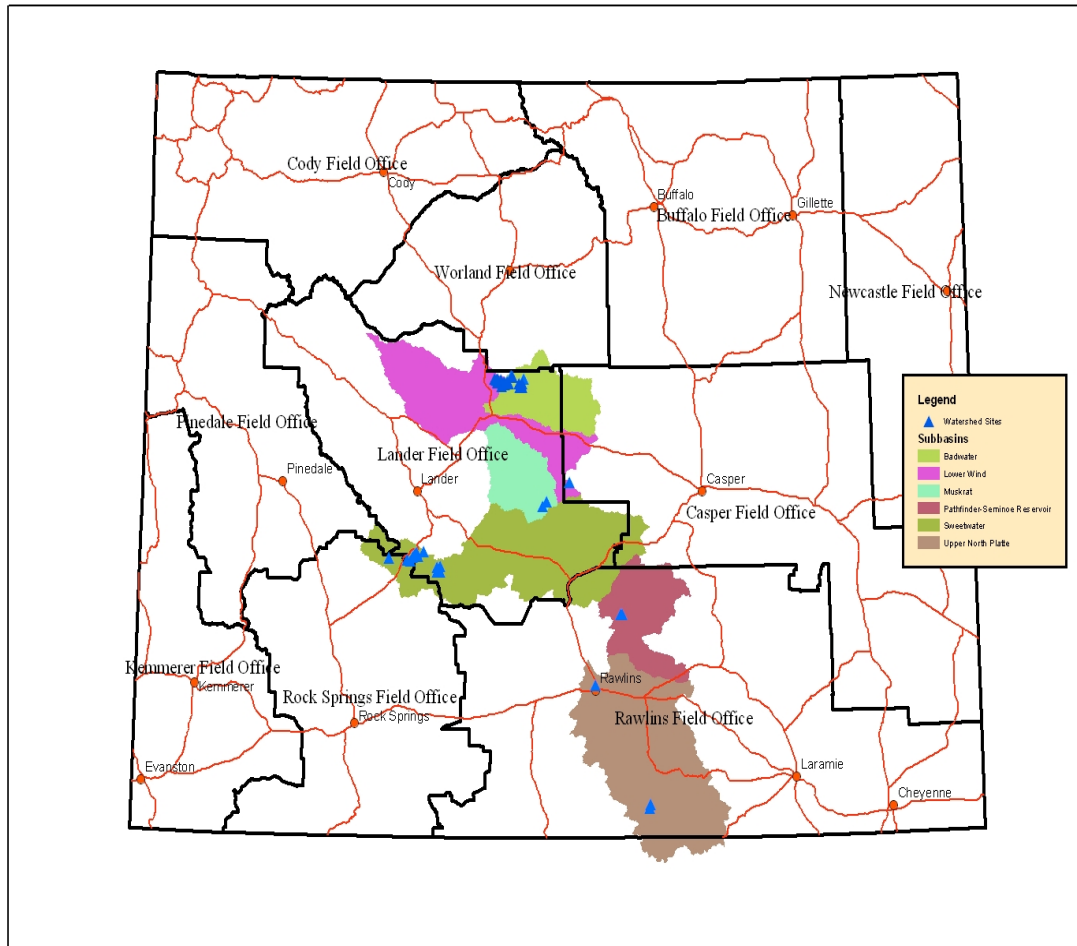 Cody Field Office
Cody
Buffalo
Buffalo Field Office
Gillette
Worland Field Office
Newcastle Field Office
Legend
Watershed Sites
Subbasins
Badwater
Lower Wind
Muskrat
Pathfinder-Seminoe Reservoir
Sweetwater
Upper North Platte
Pinedale Field Office
Pinedale
Lander Field Office
Lander
Casper
Casper Field Office
Kemmerer Field Office
Kemmerer
Rock Springs Field Office
Rock Springs
Rawlins
Rawlins Field Office
Evanston
Laramie
Cheyenne